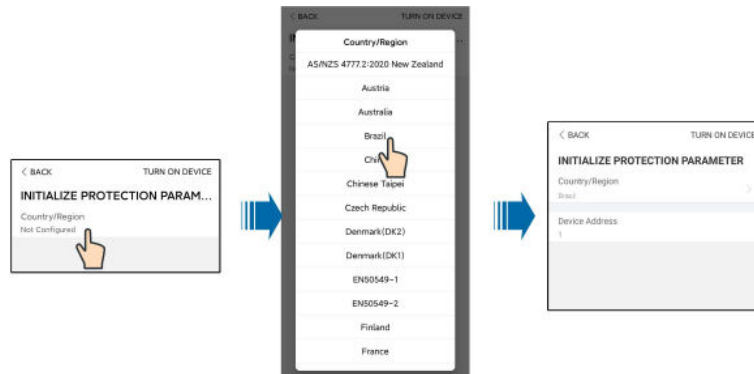 < BACK TURN ON DEVICE
INITIALIZE PROTECTION PARAM...
Country/Region
Not Configured
< BACK TURN ON DEVICE
Country/Region
AS/NZS 4777.2:2020 New Zealand
Austria
Australia
Brazil
Chi
Chinese Taipei
Czech Republic
Denmark(DK2)
Denmark(DK1)
EN50549-1
EN50549-2
Finland
France
< BACK TURN ON DEVICE
INITIALIZE PROTECTION PARAMETER
Country/Region
Brazil
Device Address
1